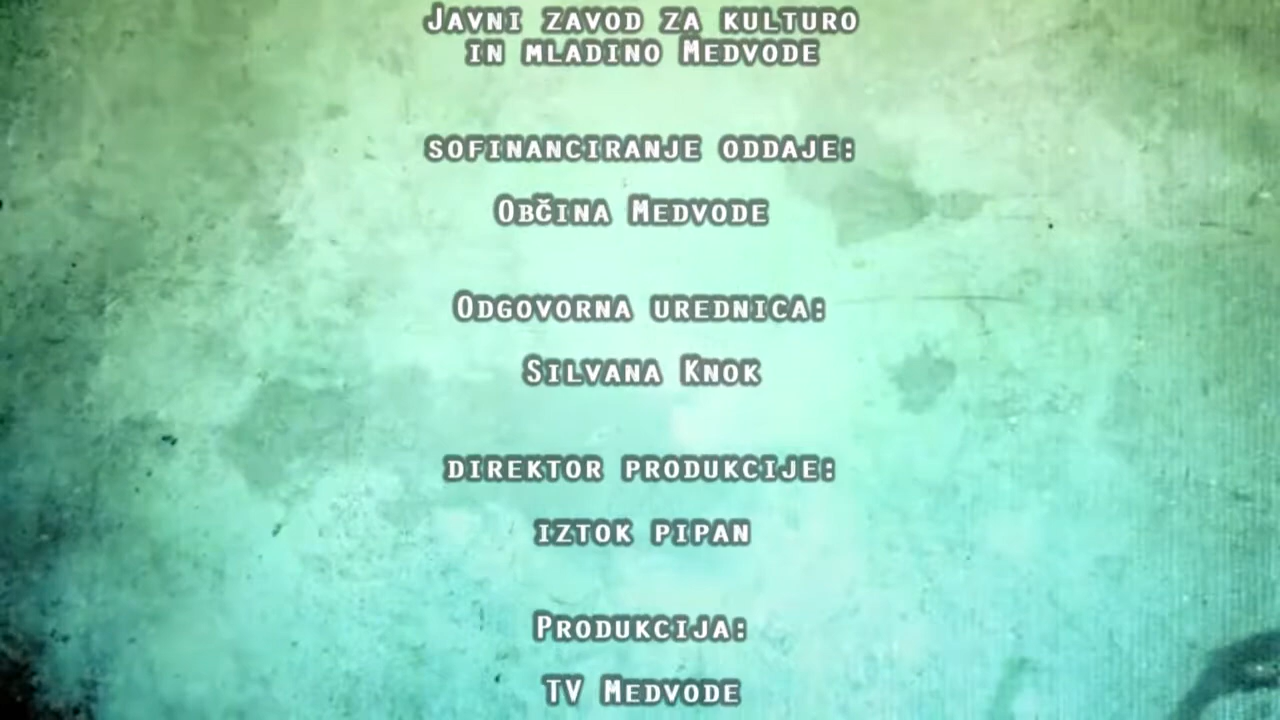 Javni zavod za kulturo
in mladino Medvode
sofinanciranje oddaje:
Občina Medvode
Odgovorna urednica:
Silvana Knok
direktor produkcije:
iztok pipan
Produkcija:
TV Medvode